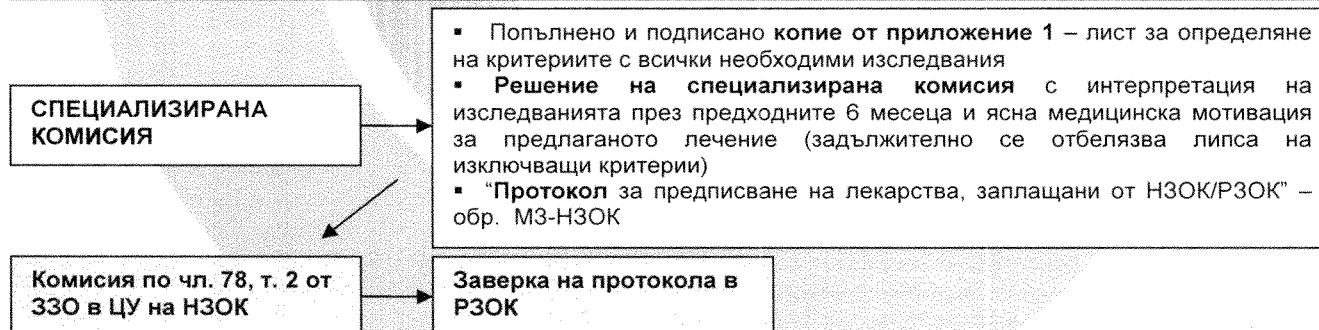 ▪ Попълнено и подписано копие от приложение 1 – лист за определяне
на критериите с всички необходими изследвания
▪ Решение на специализирана комисия с интерпретация на
изследванията през предходните 6 месеца и ясна медицинска мотивация
за предлаганото лечение (задължително се отбелязва липса на
изключващи критерии)
▪ "Протокол за предписване на лекарства, заплащани от НЗОК/РЗОК" –
обр. МЗ-НЗОК
СПЕЦИАЛИЗИРАНА
КОМИСИЯ
Комисия по чл. 78, т. 2 от
ЗЗО в ЦУ на НЗОК
Заверка на протокола в
РЗОК